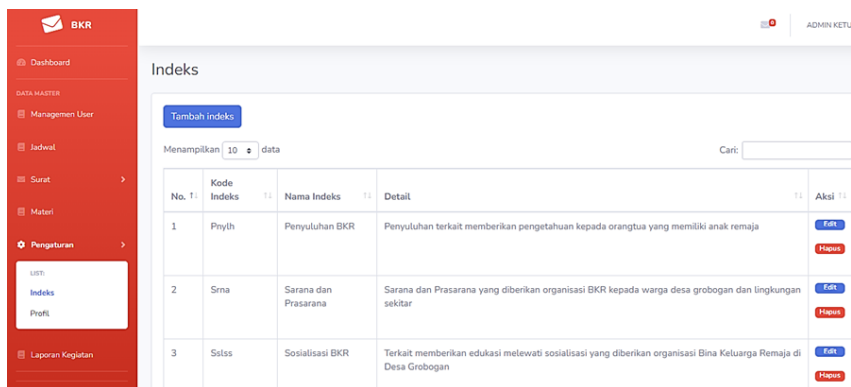 BKR
0
ADMIN KETU
Dashboard
DATA MASTER
Managemen User
Jadwal
Surat
Materi
Pengaturan
LIST:
Indeks
Profil
Laporan Kegiatan
Indeks
Tambah indeks
Menampilkan 10 data
Cari:
No. Kode Indeks Nama Indeks Detail Aksi
1 Pnylh Penyuluhan BKR Penyuluhan terkait memberikan pengetahuan kepada orangtua yang memiliki anak remaja Edit
Hapus
2 Srna Sarana dan Sarana dan Prasarana yang diberikan organisasi BKR kepada warga desa grobogan dan lingkungan Edit
Prasarana sekitar
Hapus
3 Sslss Sosialisasi BKR Terkait memberikan edukasi melewati sosialisasi yang diberikan organisasi Bina Keluarga Remaja di Edit
Desa Grobogan
Hapus